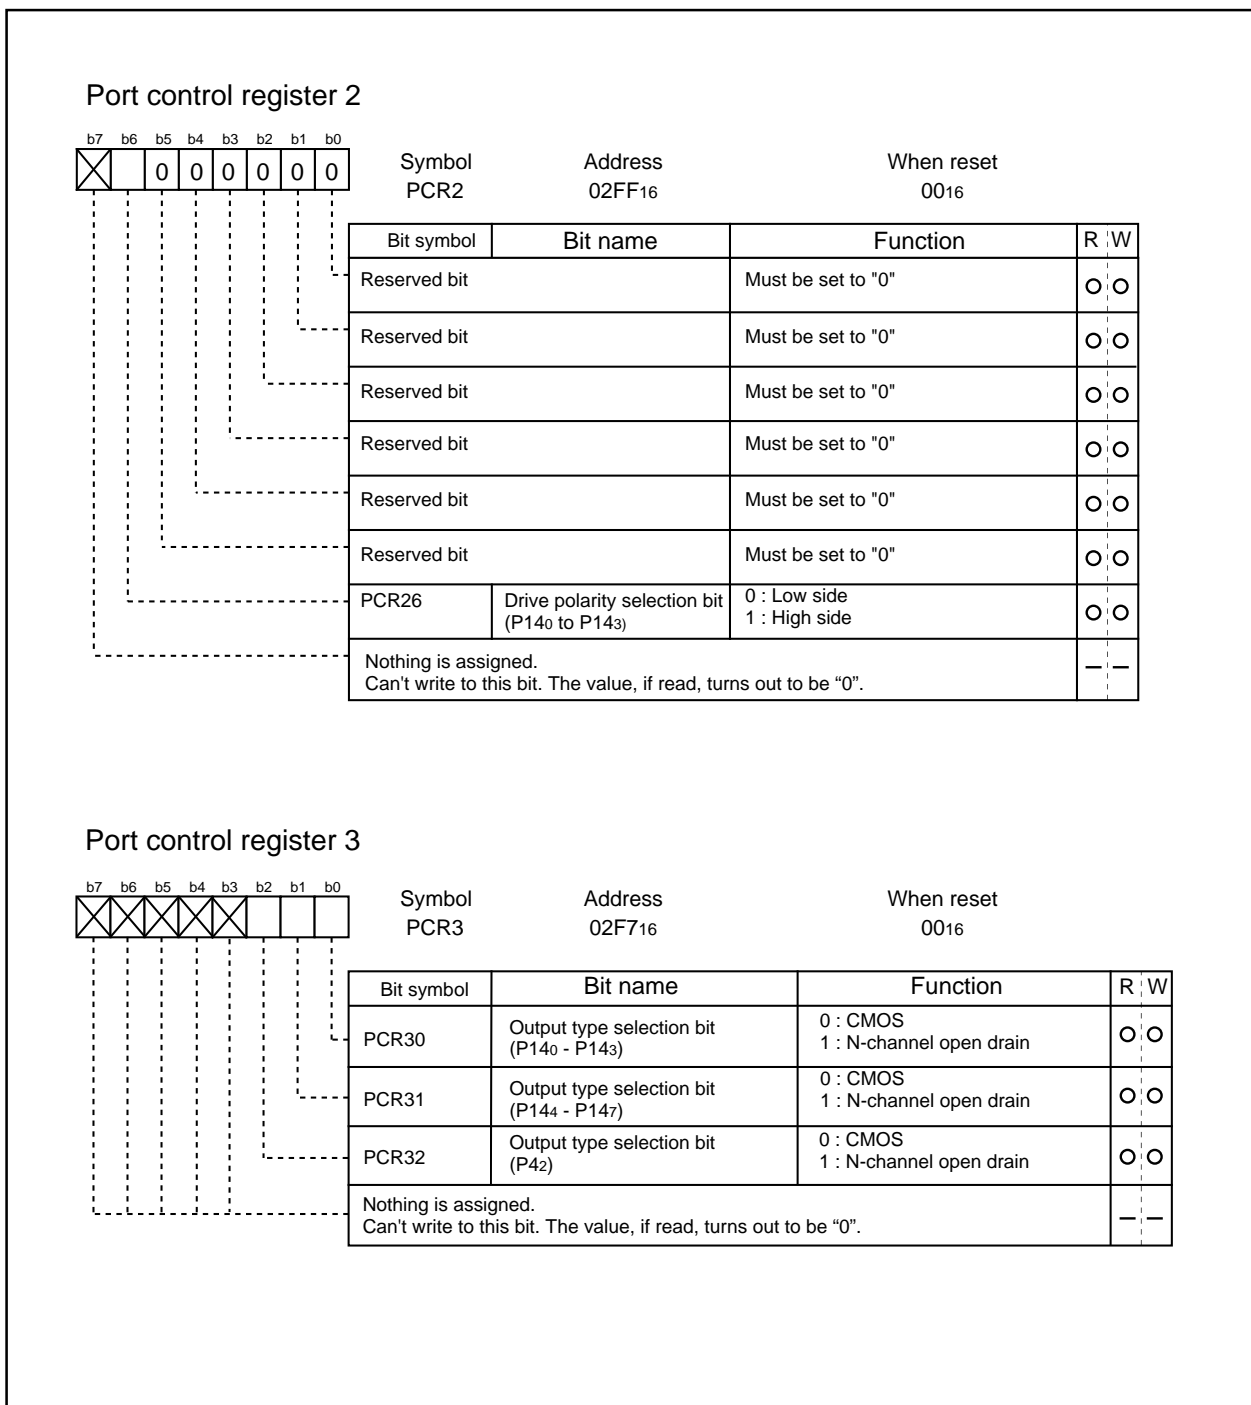 Port control register 2
b7 b6 b5 b4 b3 b2 b1 b0
0 0 0 0 0 0
Symbol Address When reset
PCR2 02FF16 0016
Bit symbol Bit name Function R W
Reserved bit Must be set to "0"
Reserved bit Must be set to "0"
Reserved bit Must be set to "0"
Reserved bit Must be set to "0"
Reserved bit Must be set to "0"
Reserved bit Must be set to "0"
PCR26 Drive polarity selection bit 0 : Low side
(P140 to P143) 1 : High side
Nothing is assigned.
Can't write to this bit. The value, if read, turns out to be “0”.
Port control register 3
b7 b6 b5 b4 b3 b2 b1 b0
Symbol Address When reset
PCR3 02F716 0016
Bit symbol Bit name Function R W
PCR30 Output type selection bit 0 : CMOS
(P140 - P143) 1 : N-channel open drain
PCR31 Output type selection bit 0 : CMOS
(P144 - P147) 1 : N-channel open drain
PCR32 Output type selection bit 0 : CMOS
(P42) 1 : N-channel open drain
Nothing is assigned.
Can't write to this bit. The value, if read, turns out to be “0”.